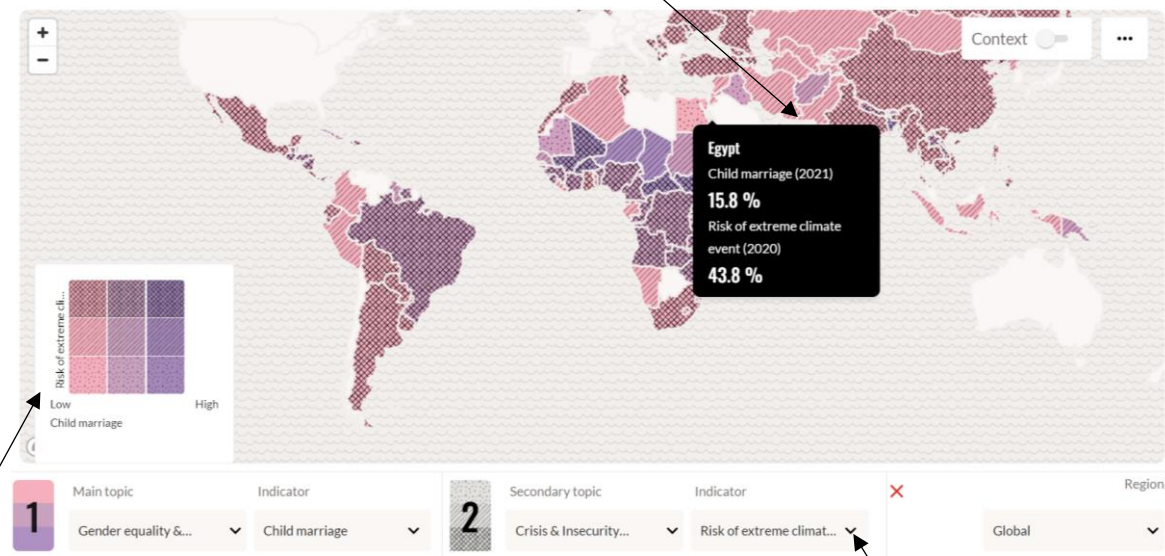 +
−
Context
...
Egypt
Child marriage (2021)
15.8 %
Risk of extreme climate
event (2020)
43.8 %
Risk of extreme cli...
Low High
Child marriage
1
Main topic
Gender equality &...
Indicator
Child marriage
2
Secondary topic
Crisis & Insecurity...
Indicator
Risk of extreme climat...
Region
Global